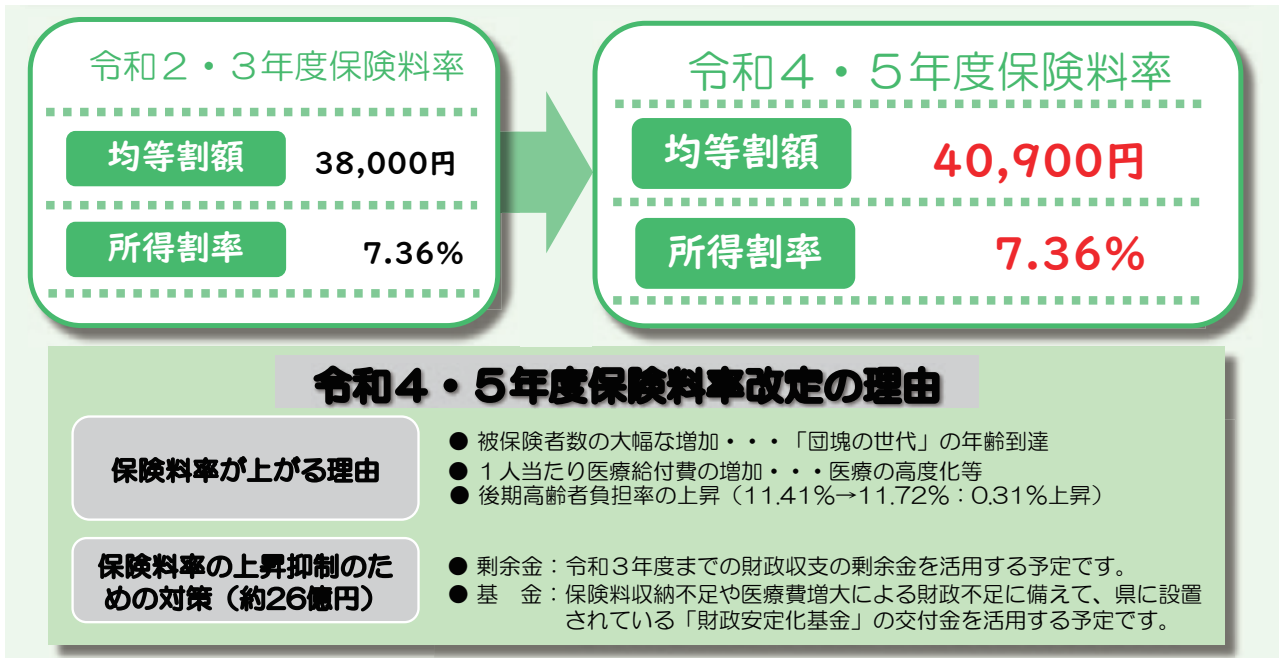 令和２・３年度保険料率
均等割額 38,000円
所得割率 7.36%
令和４・５年度保険料率
均等割額 40,900円
所得割率 7.36%
令和４・５年度保険料率改定の理由
保険料率が上がる理由
● 被保険者数の大幅な増加・・・「団塊の世代」の年齢到達
● １人当たり医療給付費の増加・・・医療の高度化等
● 後期高齢者負担率の上昇（11.41％→11.72％：0.31％上昇）
保険料率の上昇抑制のた
めの対策（約26億円）
● 剰余金：令和３年度までの財政収支の剰余金を活用する予定です。
● 基　金：保険料収納不足や医療費増大による財政不足に備えて、県に設置
されている「財政安定化基金」の交付金を活用する予定です。